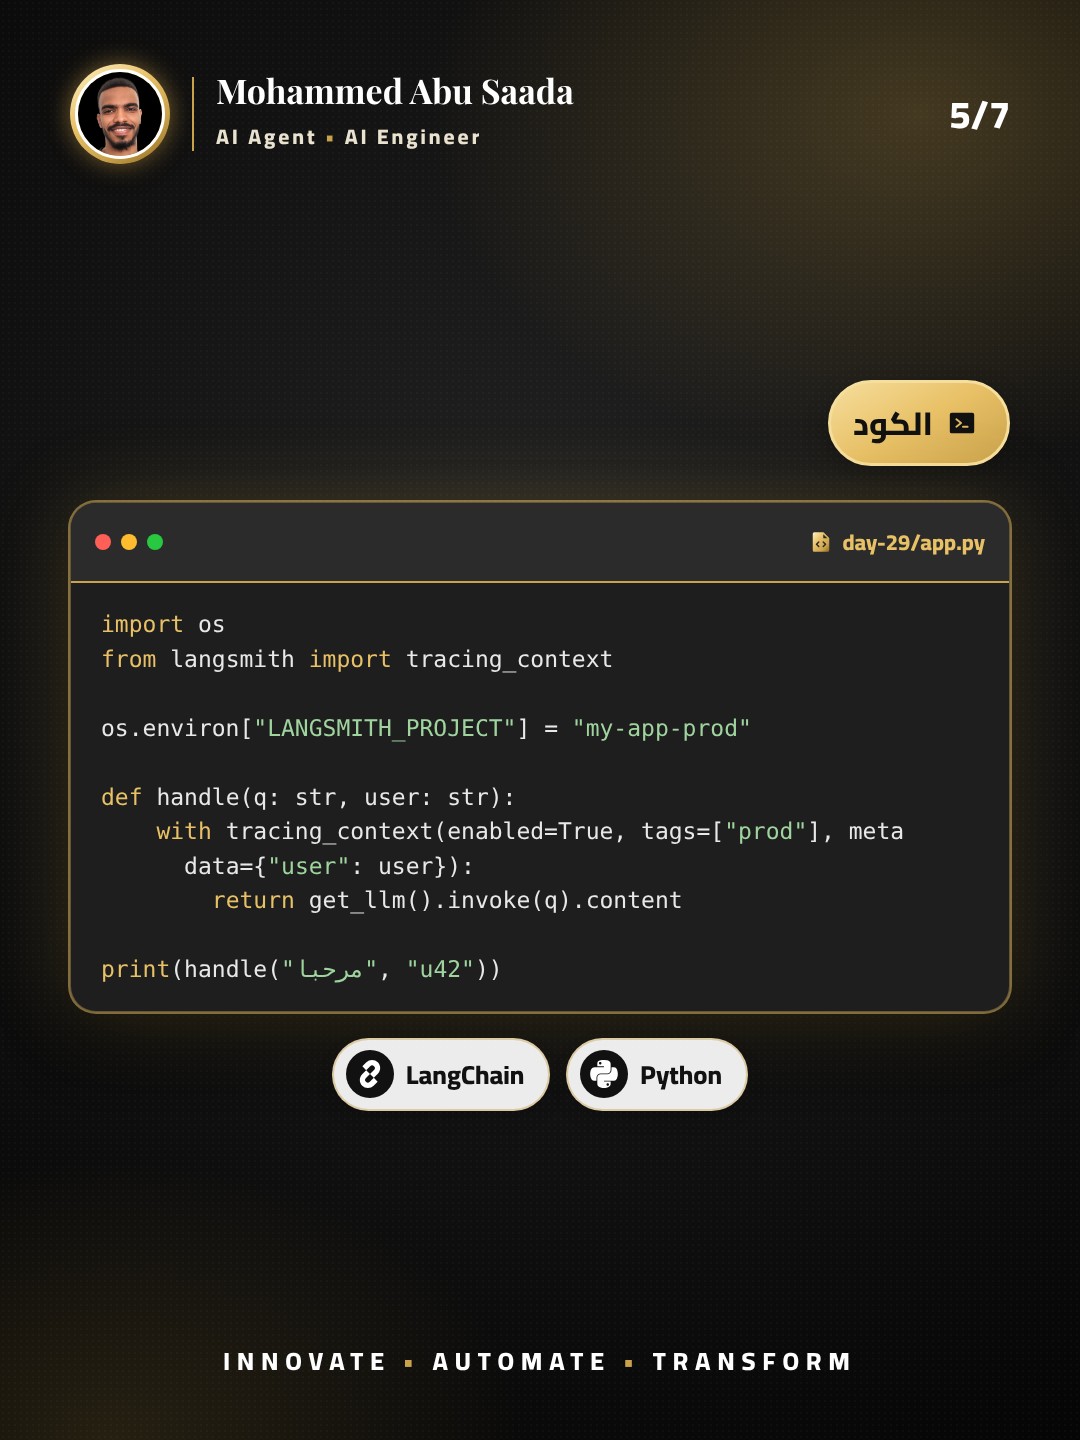 Mohammed Abu Saada
AI Agent ▪ AI Engineer
5/7
الكود
day-29/app.py
import os
from langsmith import tracing_context

os.environ["LANGSMITH_PROJECT"] = "my-app-prod"

def handle(q: str, user: str):
    with tracing_context(enabled=True, tags=["prod"], meta
      data={"user": user}):
        return get_llm().invoke(q).content

print(handle("مرحبا", "u42"))
LangChain
Python
INNOVATE ▪ AUTOMATE ▪ TRANSFORM